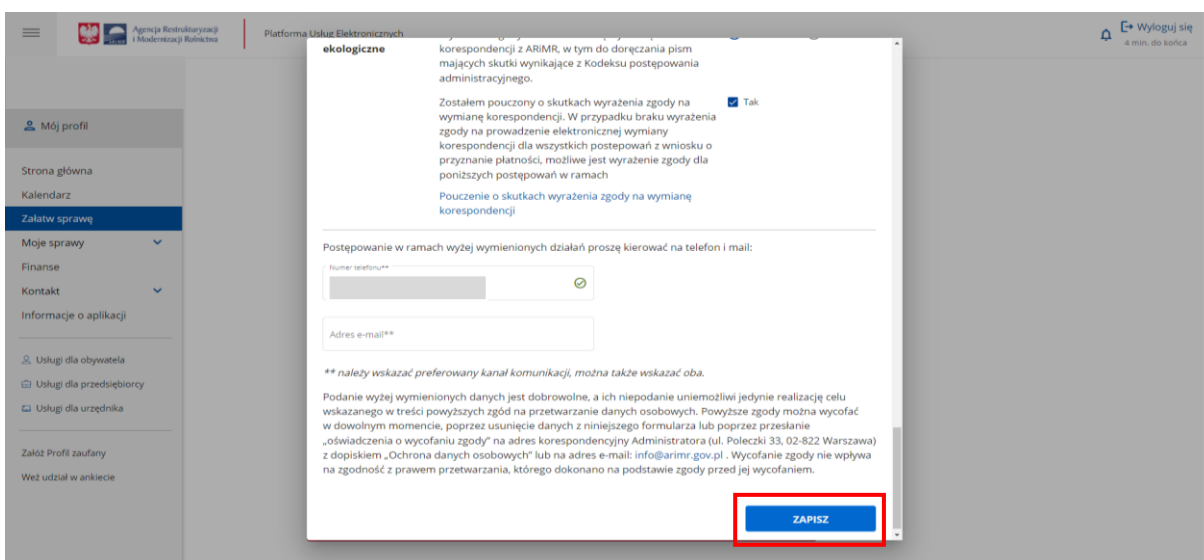 Agencja Restrukturyzacji
i Modernizacji Rolnictwa
Platforma Usług Elektronicznych
Wyloguj się
4 min. do końca
Mój profil
Strona główna
Kalendarz
Załatw sprawę
Moje sprawy
Finanse
Kontakt
Informacje o aplikacji
Usługi dla obywatela
Usługi dla przedsiębiorcy
Usługi dla urzędnika
Załóż Profil zaufany
Weź udział w ankiecie
ekologiczne
korespondencji z ARiMR, w tym do doręczania pism
mających skutki wynikające z Kodeksu postępowania
administracyjnego.
Zostałem pouczony o skutkach wyrażenia zgody na
wymianę korespondencji. W przypadku braku wyrażenia
zgody na prowadzenie elektronicznej wymiany
korespondencji dla wszystkich postepowań z wniosku o
przyznanie płatności, możliwe jest wyrażenie zgody dla
poniższych postępowań w ramach
Tak
Pouczenie o skutkach wyrażenia zgody na wymianę
korespondencji
Postępowanie w ramach wyżej wymienionych działań proszę kierować na telefon i mail:
Numer telefonu**
Adres e-mail**
** należy wskazać preferowany kanał komunikacji, można także wskazać oba.
Podanie wyżej wymienionych danych jest dobrowolne, a ich niepodanie uniemożliwi jedynie realizację celu
wskazanego w treści powyższych zgód na przetwarzanie danych osobowych. Powyższe zgody można wycofać
w dowolnym momencie, poprzez usunięcie danych z niniejszego formularza lub poprzez przesłanie
„oświadczenia o wycofaniu zgody” na adres korespondencyjny Administratora (ul. Poleczki 33, 02-822 Warszawa)
z dopiskiem „Ochrona danych osobowych” lub na adres e-mail: info@arimr.gov.pl . Wycofanie zgody nie wpływa
na zgodność z prawem przetwarzania, którego dokonano na podstawie zgody przed jej wycofaniem.
ZAPISZ